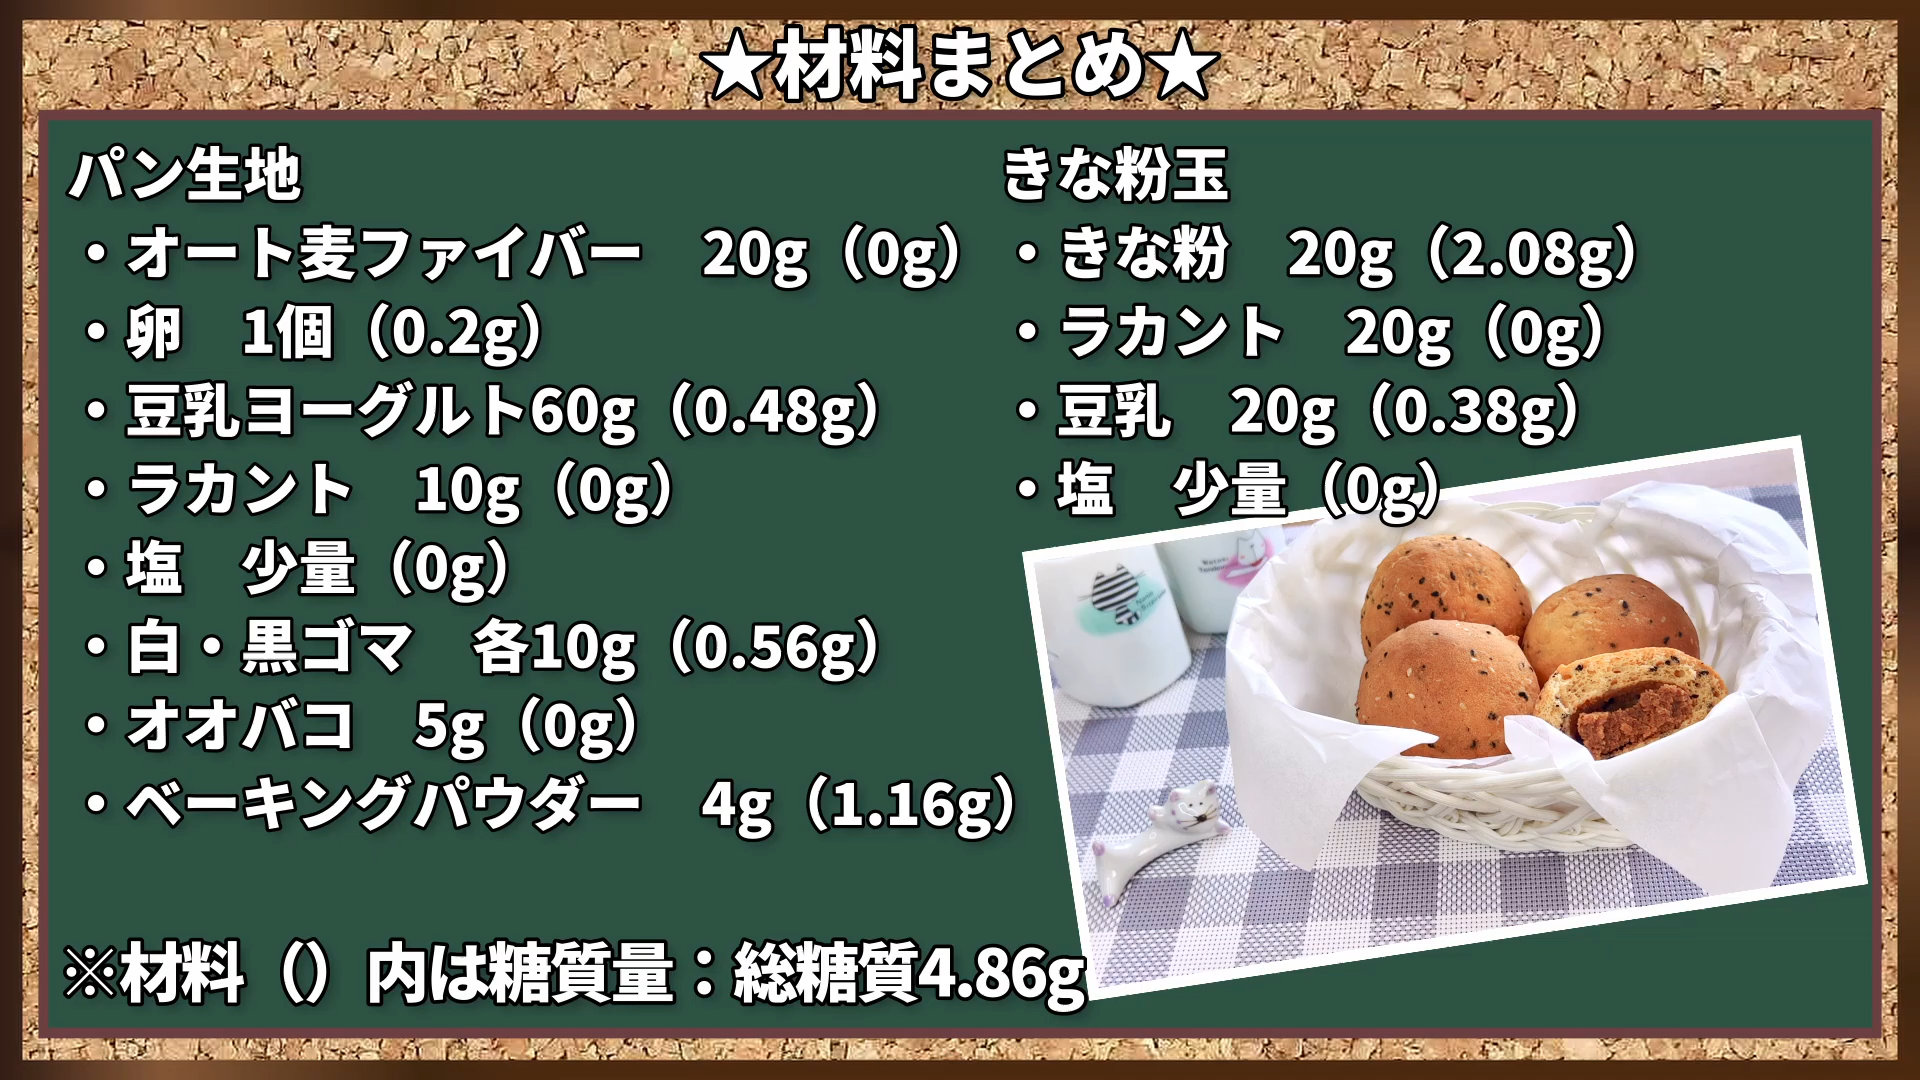 ★材料まとめ★
パン生地
・オート麦ファイバー　20g（0g）
・卵　1個（0.2g）
・豆乳ヨーグルト60g（0.48g）
・ラカント　10g（0g）
・塩　少量（0g）
・白・黒ゴマ　各10g（0.56g）
・オオバコ　5g（0g）
・ベーキングパウダー　4g（1.16g）
きな粉玉
・きな粉　20g（2.08g）
・ラカント　20g（0g）
・豆乳　20g（0.38g）
・塩　少量（0g）
※材料（）内は糖質量：総糖質4.86g